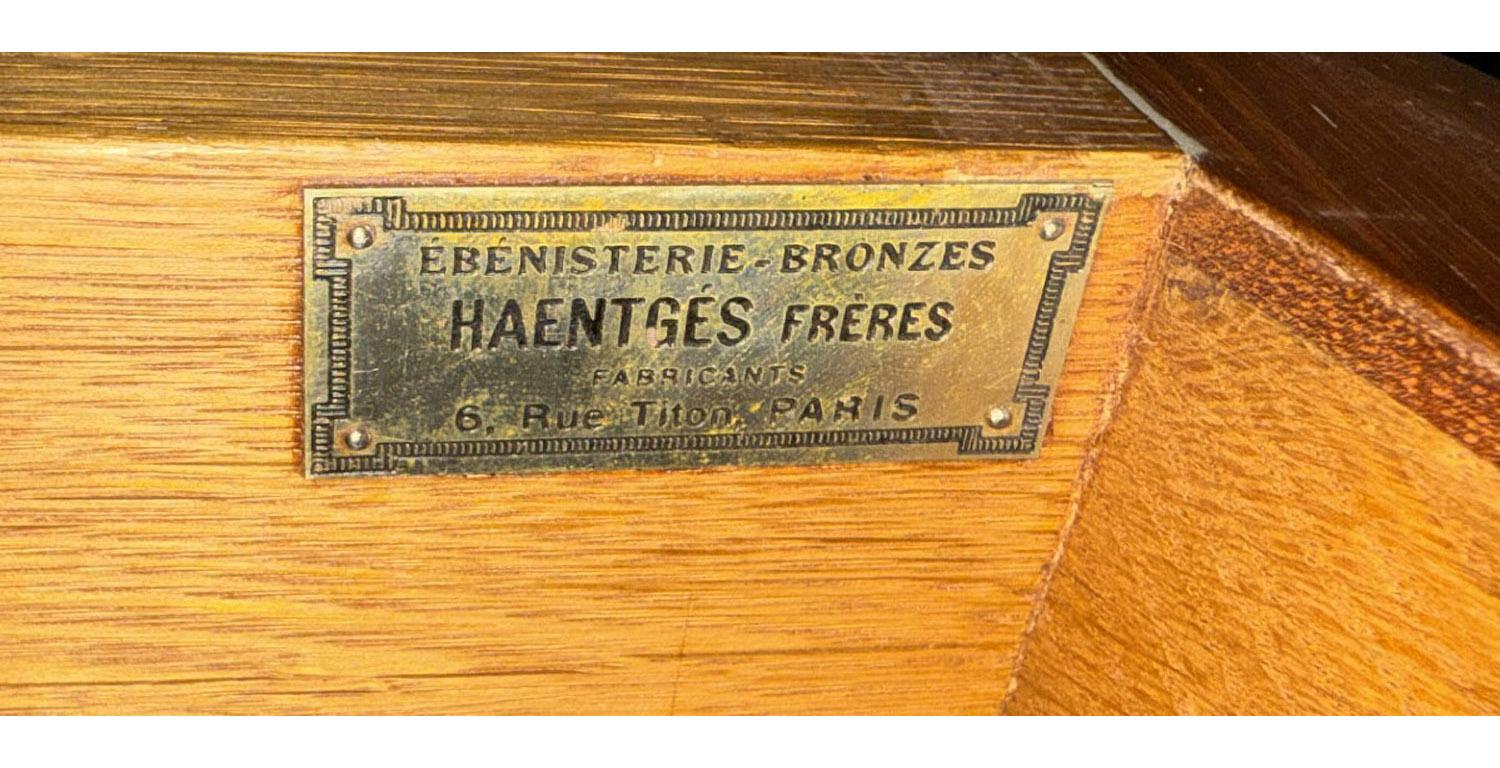 ÉBÉNISTERIE-BRONZES
HAENTGÉS FRÈRES
FABRICANTS
6, Rue Titon, PARIS